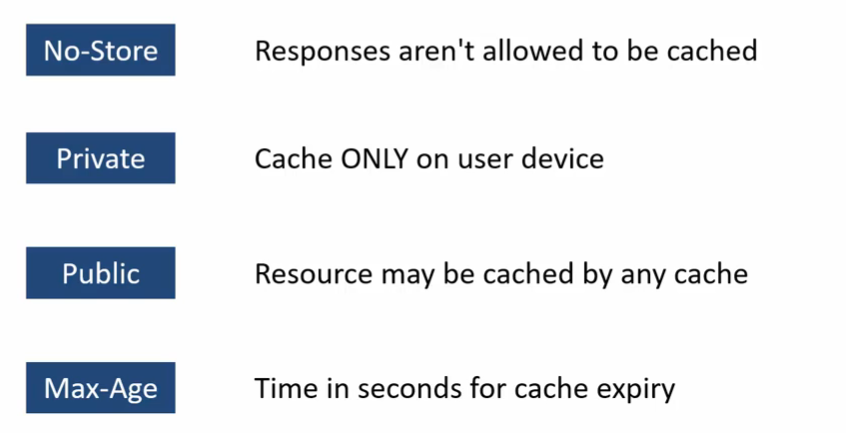 No-Store Responses aren't allowed to be cached
Private Cache ONLY on user device
Public Resource may be cached by any cache
Max-Age Time in seconds for cache expiry